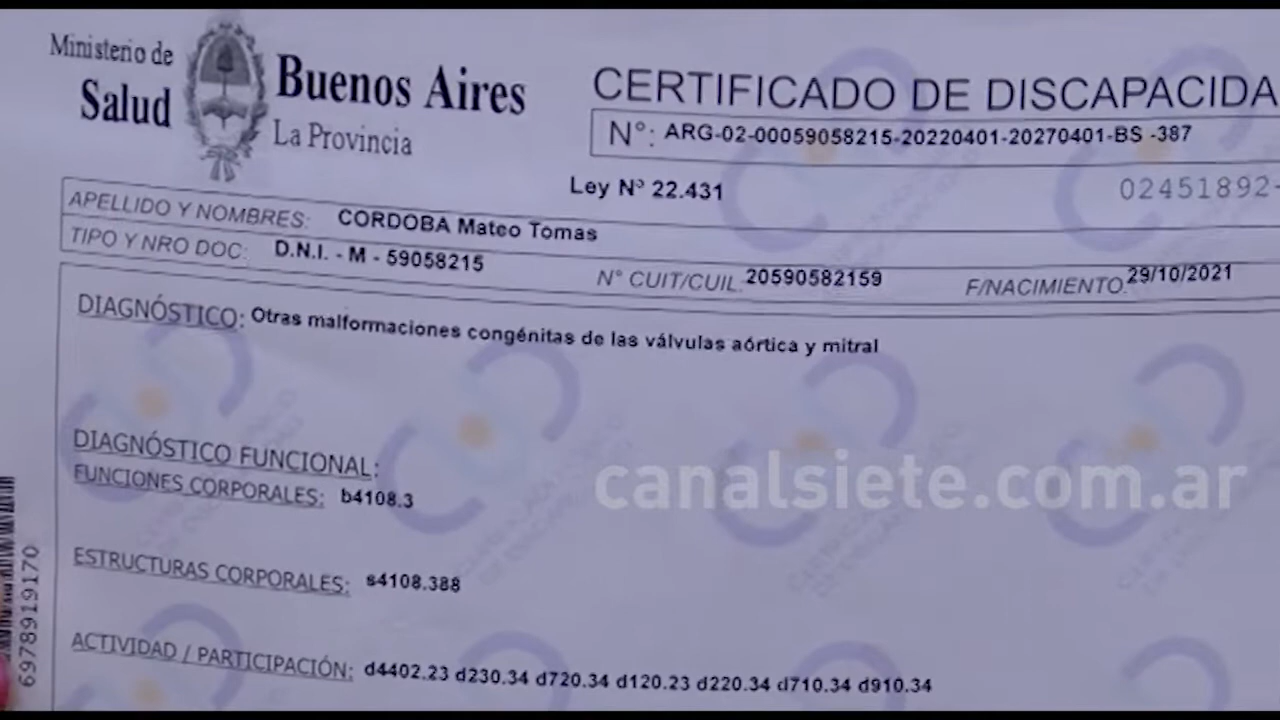 Ministerio de
Salud
Buenos Aires
La Provincia
CERTIFICADO DE DISCAPACIDA
Nº: ARG-02-00059058215-20220401-20270401-BS -387
Ley Nº 22.431
02451892-
APELLIDO Y NOMBRES: CORDOBA Mateo Tomas
TIPO Y NRO DOC: D.N.I. - M - 59058215
N° CUIT/CUIL: 20590582159
F/NACIMIENTO: 29/10/2021
DIAGNÓSTICO: Otras malformaciones congénitas de las válvulas aórtica y mitral
DIAGNÓSTICO FUNCIONAL:
FUNCIONES CORPORALES: b4108.3
canalsiete.com.ar
ESTRUCTURAS CORPORALES: s4108.388
ACTIVIDAD / PARTICIPACIÓN: d4402.23 d230.34 d720.34 d120.23 d220.34 d710.34 d910.34
6978919170